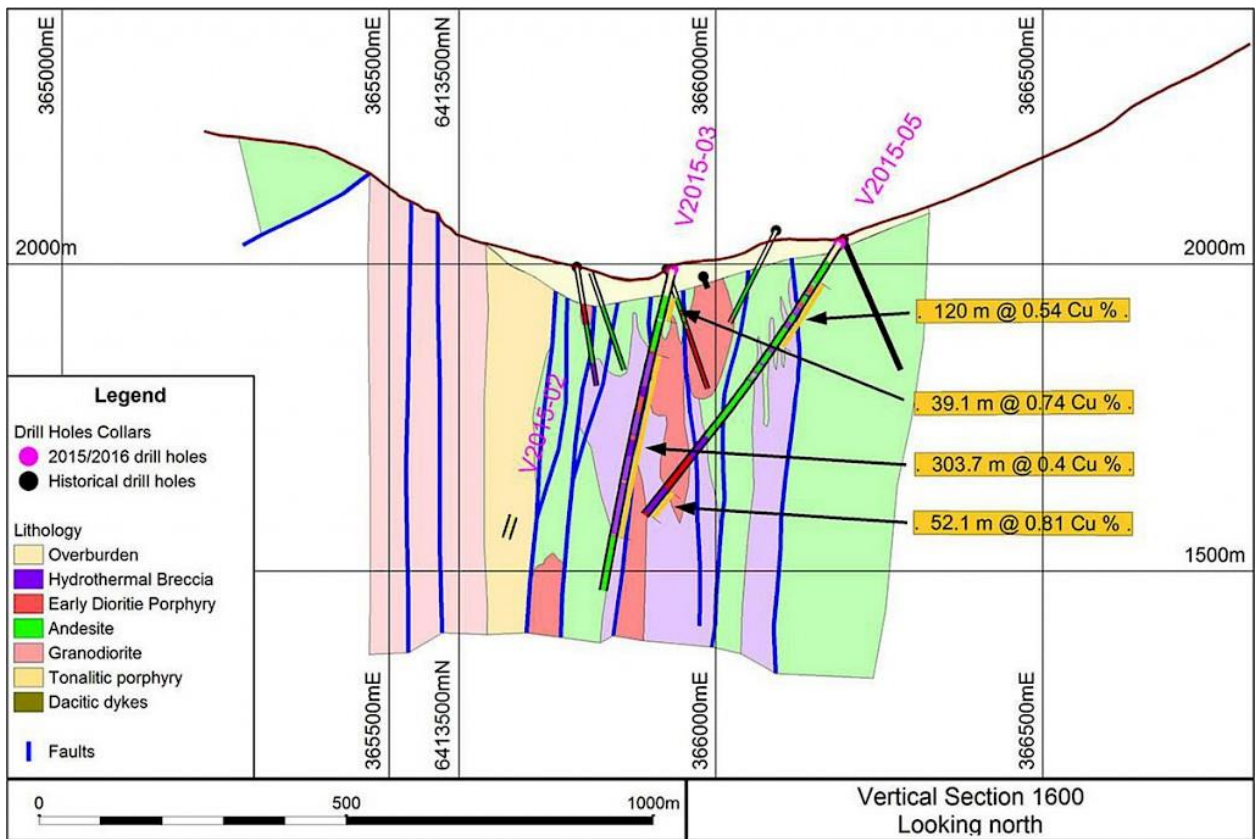 365000mE
365500mE
6413500mN
366000mE
366500mE
V2015-03
V2015-05
2000m
2000m
. 120 m @ 0.54 Cu % .
. 39.1 m @ 0.74 Cu % .
. 303.7 m @ 0.4 Cu % .
. 52.1 m @ 0.81 Cu % .
V2015-02
1500m
Legend
Drill Holes Collars
2015/2016 drill holes
Historical drill holes
Lithology
Overburden
Hydrothermal Breccia
Early Dioritie Porphyry
Andesite
Granodiorite
Tonalitic porphyry
Dacitic dykes
Faults
365500mE
6413500mN
366000mE
366500mE
0
500
1000m
Vertical Section 1600
Looking north